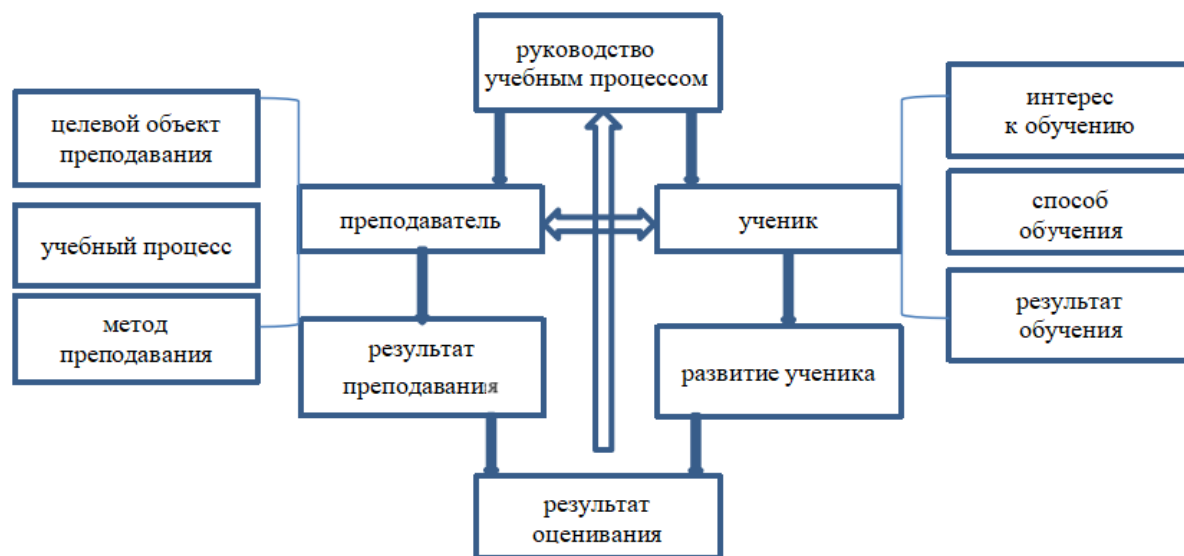 руководство
учебным процессом
целевой объект
преподавания
учебный процесс
метод
преподавания
преподаватель
ученик
интерес
к обучению
способ
обучения
результат
обучения
результат
преподавания
развитие ученика
результат
оценивания